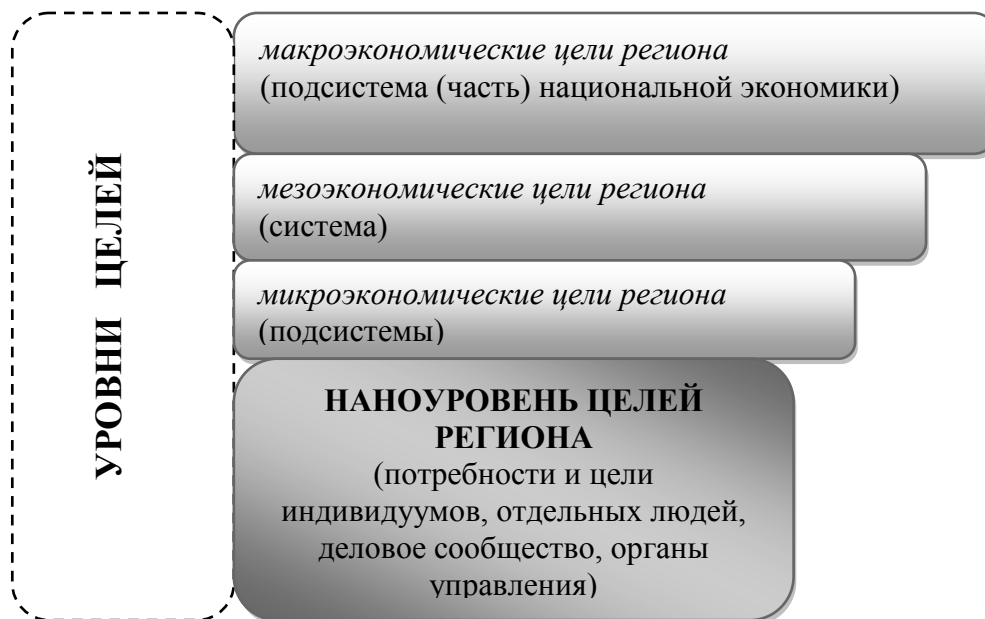 УРОВНИ ЦЕЛЕЙ
макроэкономические цели региона
(подсистема (часть) национальной экономики)
мезоэкономические цели региона
(система)
микроэкономические цели региона
(подсистемы)
НАНОУРОВЕНЬ ЦЕЛЕЙ
РЕГИОНА
(потребности и цели
индивидуумов, отдельных людей,
деловое сообщество, органы
управления)